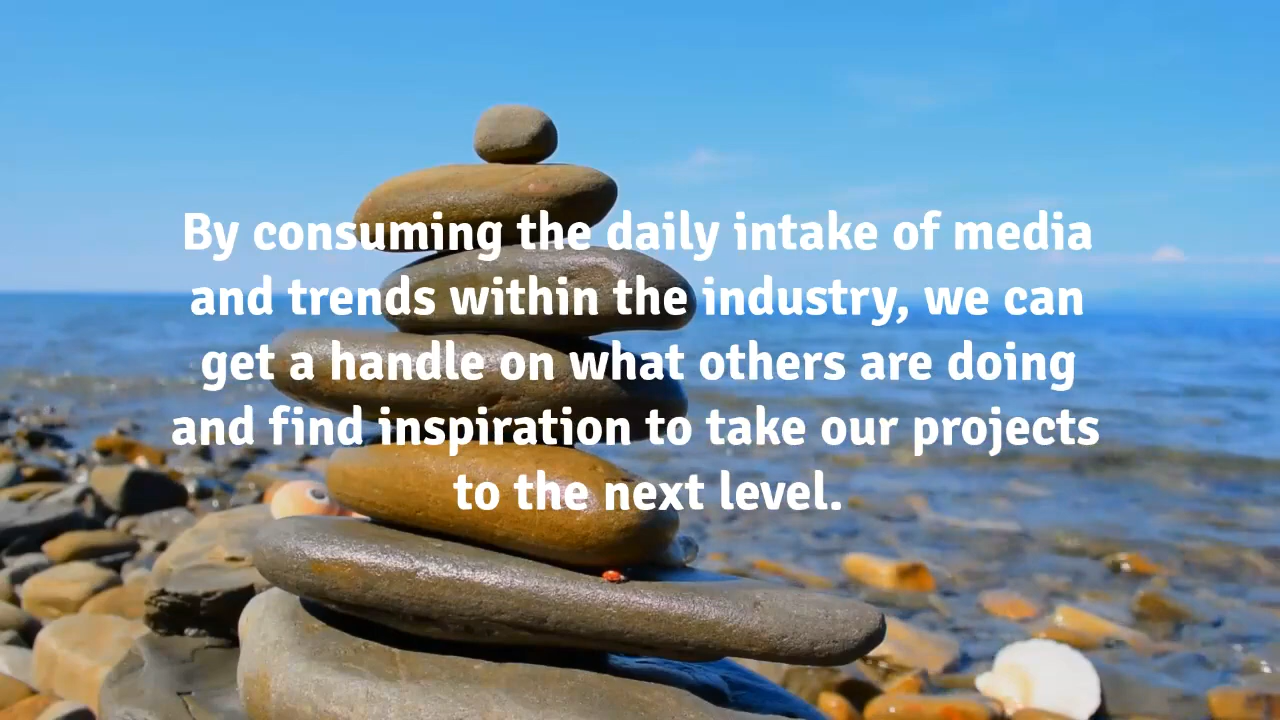 By consuming the daily intake of media
and trends within the industry, we can
get a handle on what others are doing
and find inspiration to take our projects
to the next level.